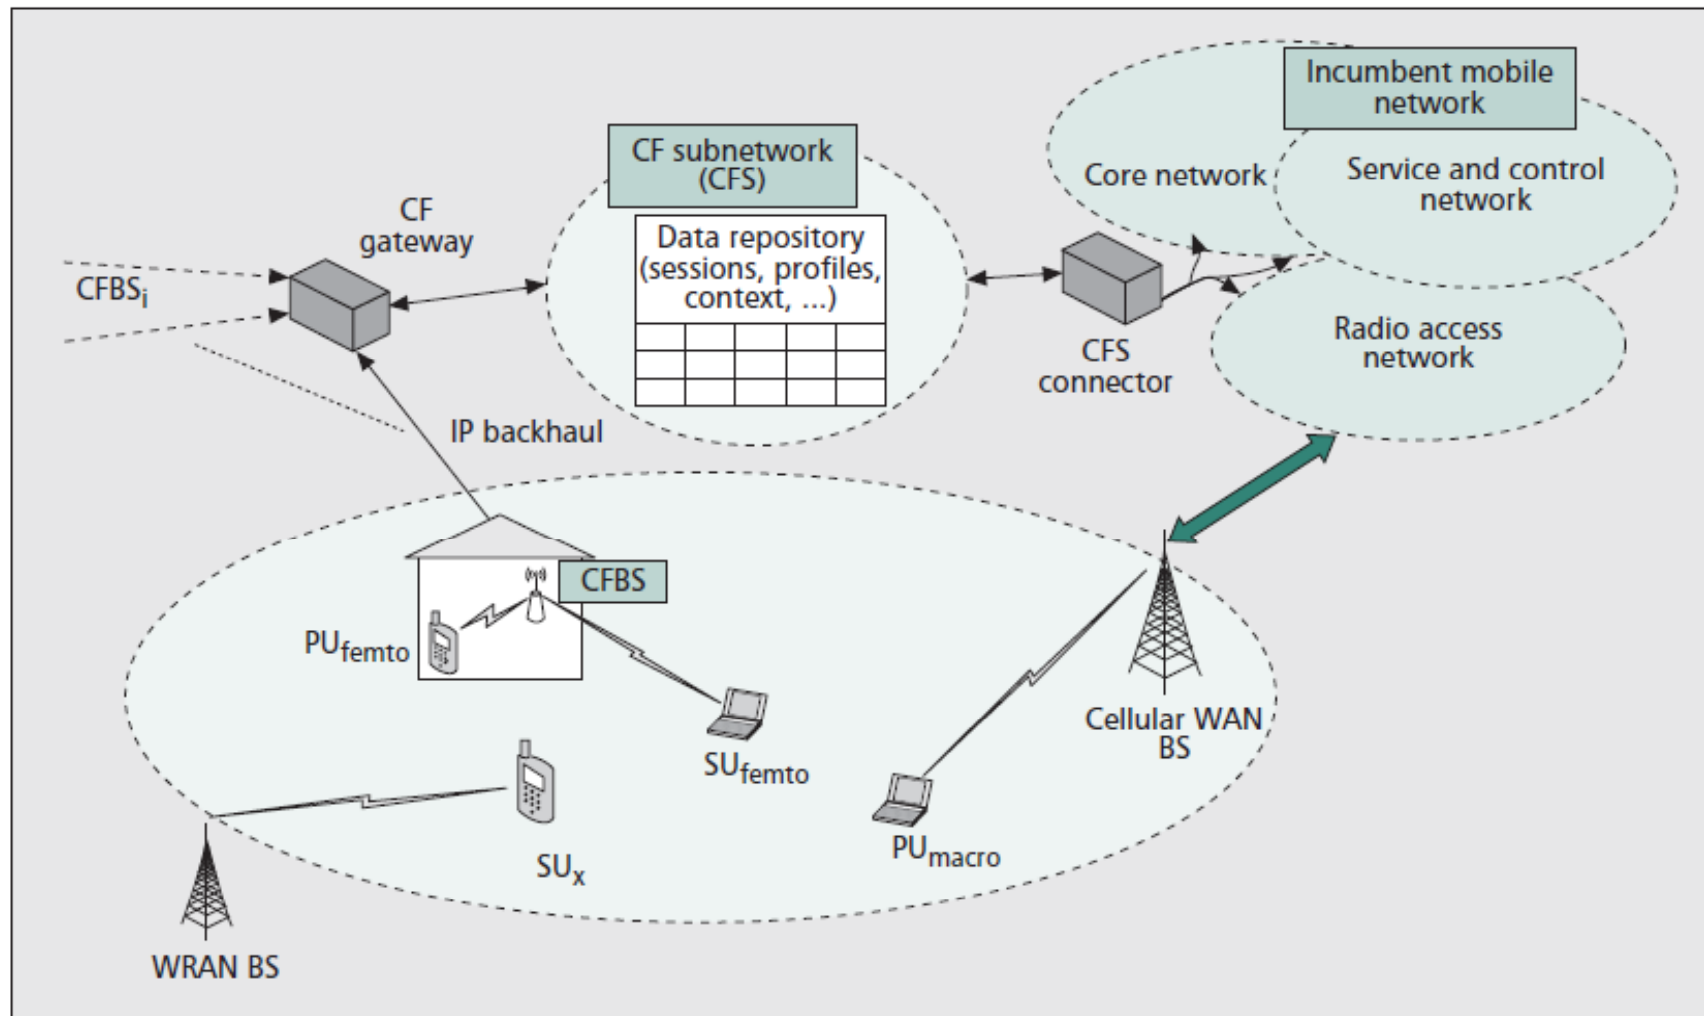 Incumbent mobile
network
CF subnetwork
(CFS)
Core network
Service and control
network
CF
gateway
Data repository
(sessions, profiles,
context, ...)
CFBSi
Radio access
network
CFS
connector
IP backhaul
CFBS
PUfemto
Cellular WAN
BS
SUfemto
PUmacro
SUx
WRAN BS